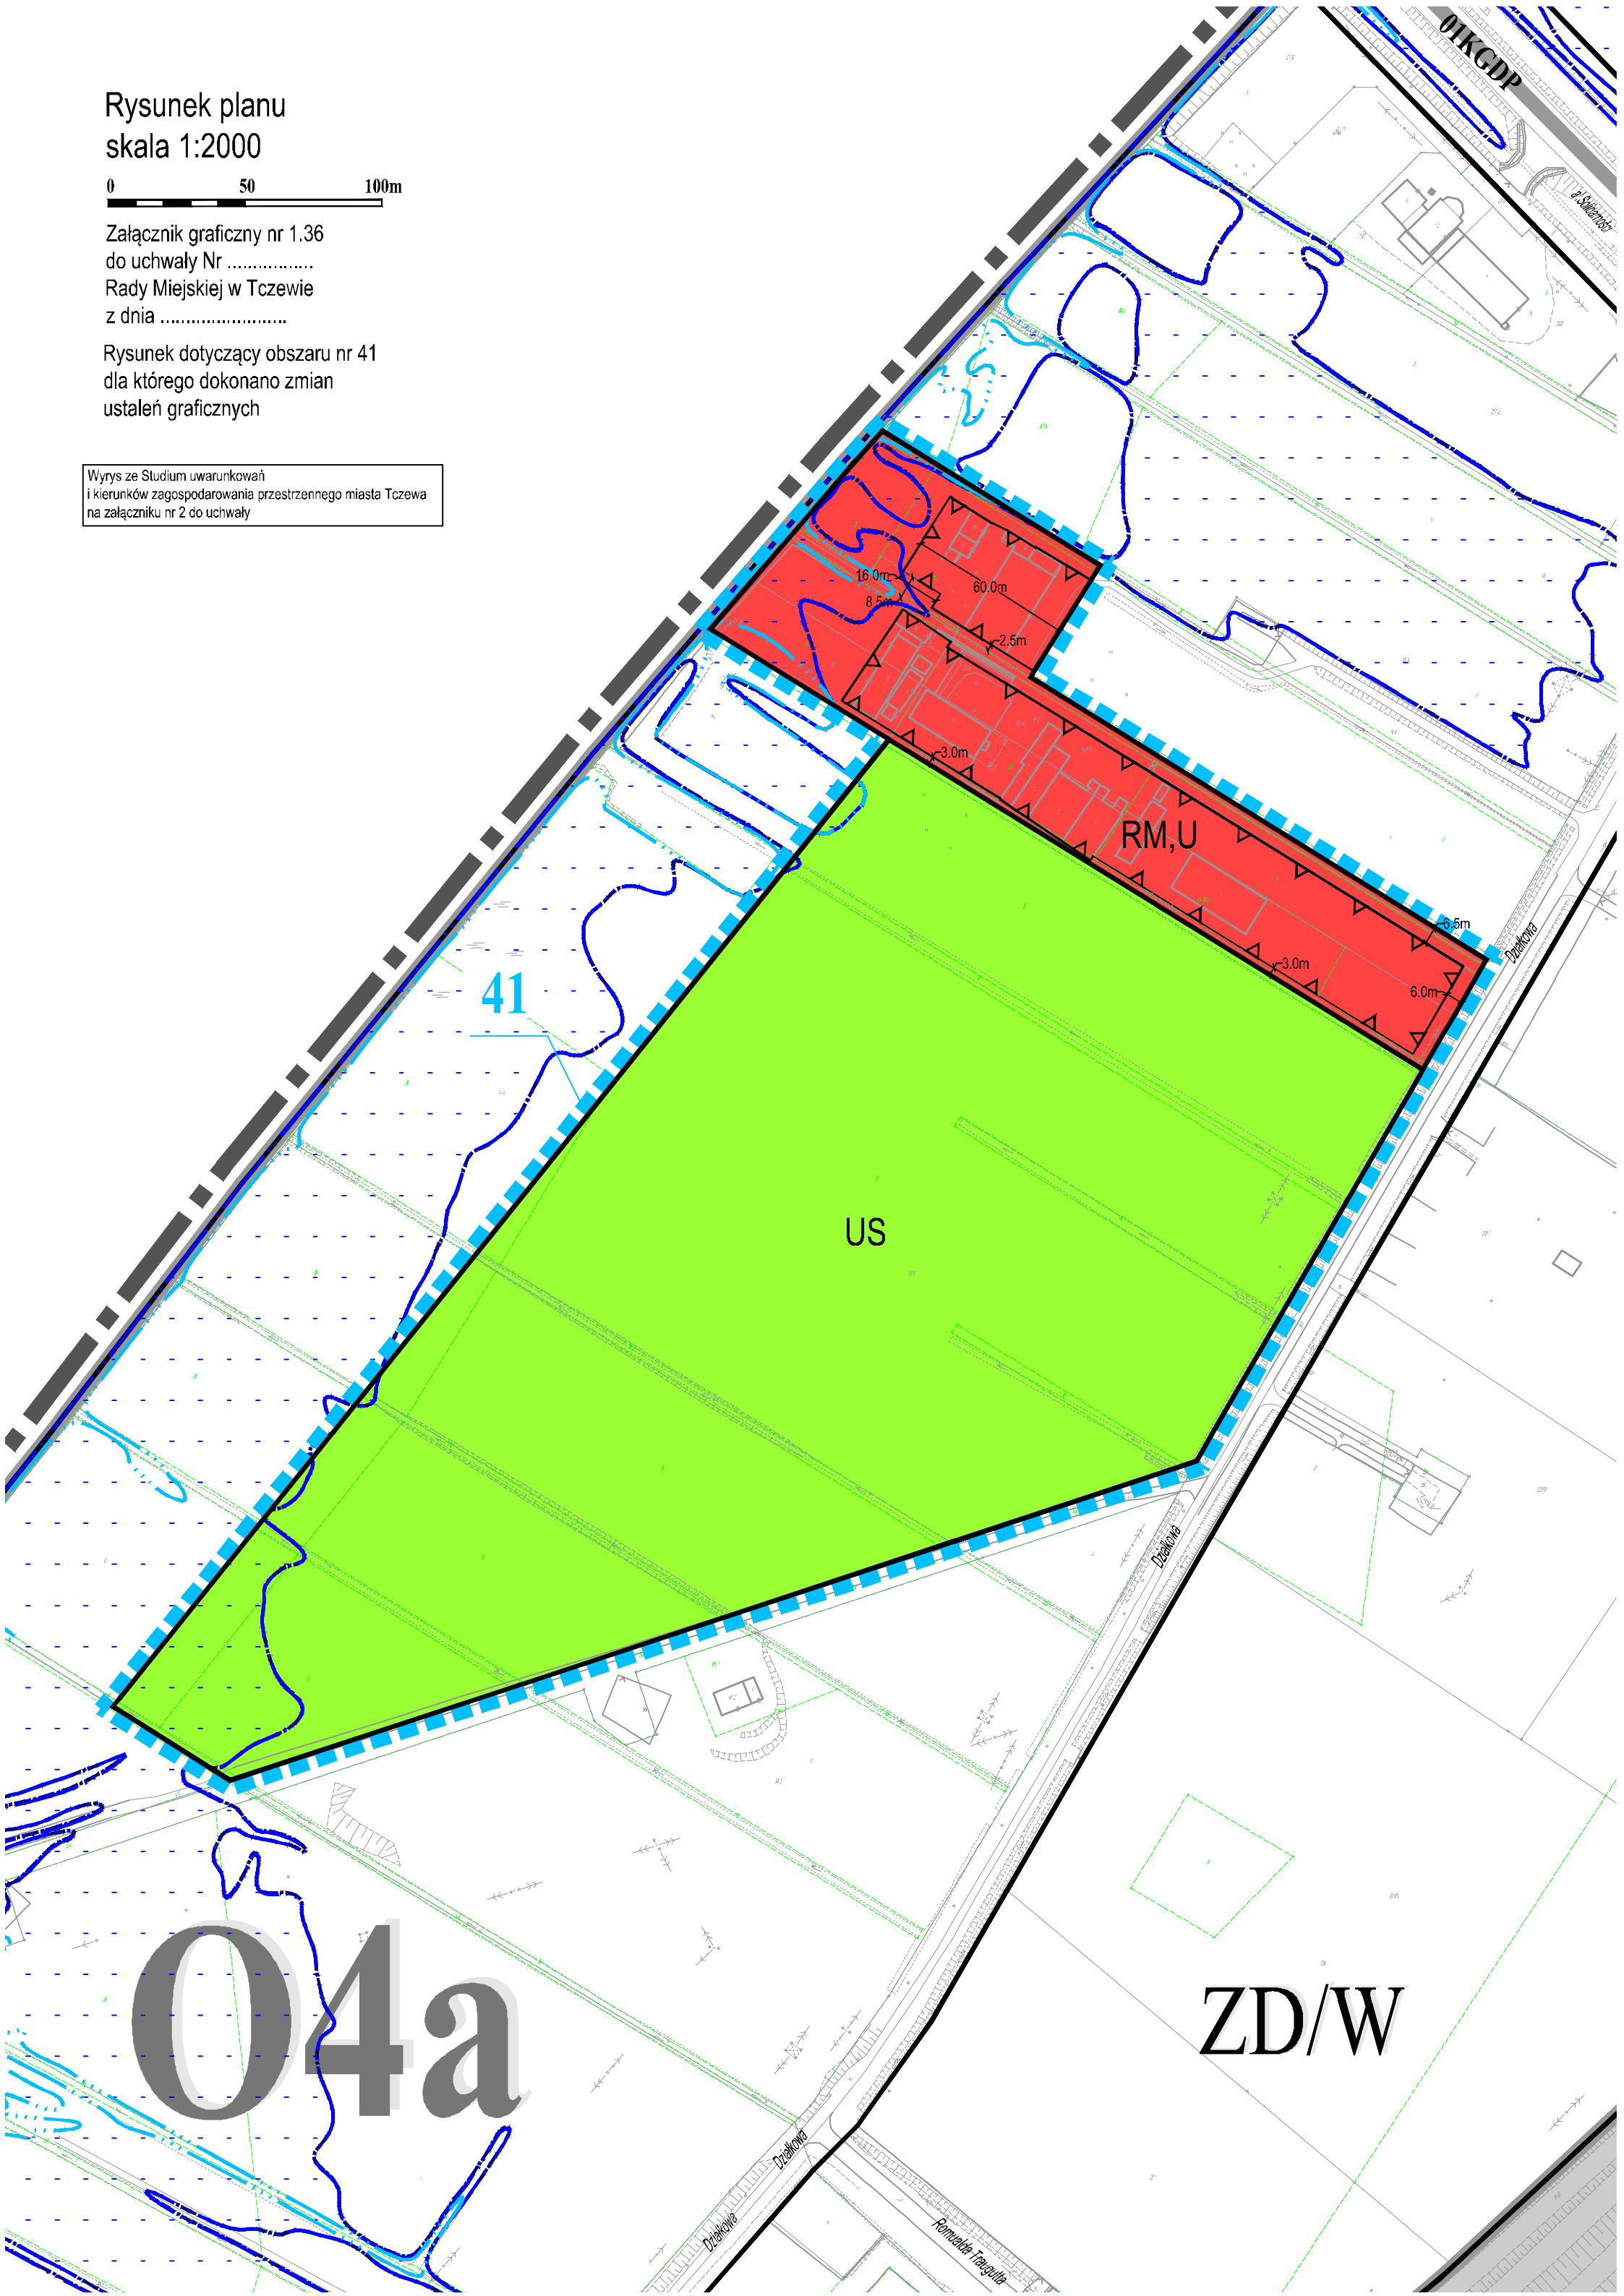 Rysunek planu
skala 1:2000
0 50 100m
Załącznik graficzny nr 1.36
do uchwały Nr ................
Rady Miejskiej w Tczewie
z dnia ........................
Rysunek dotyczący obszaru nr 41
dla którego dokonano zmian
ustaleń graficznych
Wyrys ze Studium uwarunkowań
i kierunków zagospodarowania przestrzennego miasta Tczewa
na załączniku nr 2 do uchwały
01KGDP
al.Solidarności
16.0m
60.0m
8.5m
2.5m
3.0m
RM,U
6.5m
3.0m
6.0m
Działkowa
41
US
Działkowa
O4a
ZD/W
Działkowa
Działkowa
Romualda Traugutta